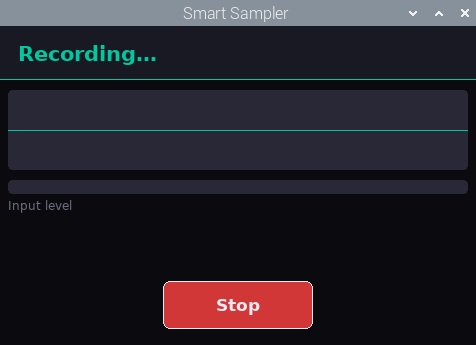 Smart Sampler
Recording...
Input level
Stop